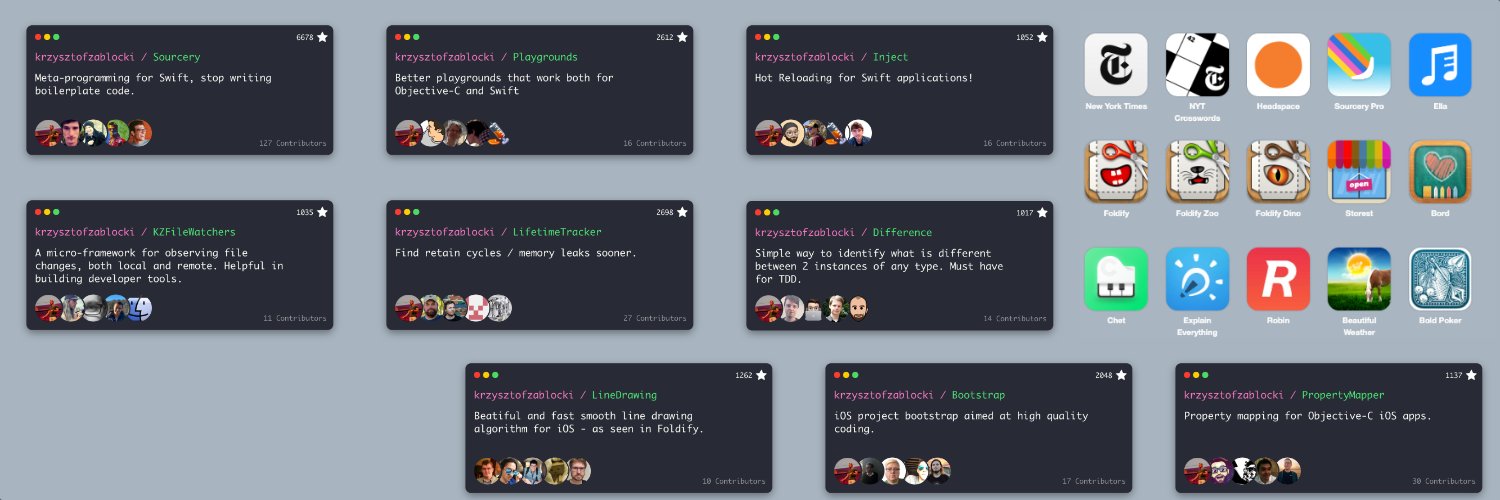 6678
krzysztofzablocki / Sourcery
Meta-programming for Swift, stop writing
boilerplate code.
127 Contributors
2612
krzysztofzablocki / Playgrounds
Better playgrounds that work both for
Objective-C and Swift
16 Contributors
1052
krzysztofzablocki / Inject
Hot Reloading for Swift applications!
16 Contributors
New York Times
42
NYT
Crosswords
Headspace
Sourcery Pro
Ella
open
Foldify
Foldify Zoo
Foldify Dino
Storest
Bord
1035
krzysztofzablocki / KZFileWatchers
A micro-framework for observing file
changes, both local and remote. Helpful in
building developer tools.
11 Contributors
2698
krzysztofzablocki / LifetimeTracker
Find retain cycles / memory leaks sooner.
27 Contributors
1017
krzysztofzablocki / Difference
Simple way to identify what is different
between 2 instances of any type. Must have
for TDD.
14 Contributors
R
Chet
Explain
Everything
Robin
Beautiful
Weather
Bold Poker
1262
krzysztofzablocki / LineDrawing
Beatiful and fast smooth line drawing
algorithm for iOS - as seen in Foldify.
10 Contributors
2048
krzysztofzablocki / Bootstrap
iOS project bootstrap aimed at high quality
coding.
17 Contributors
1137
krzysztofzablocki / PropertyMapper
Property mapping for Objective-C iOS apps.
30 Contributors